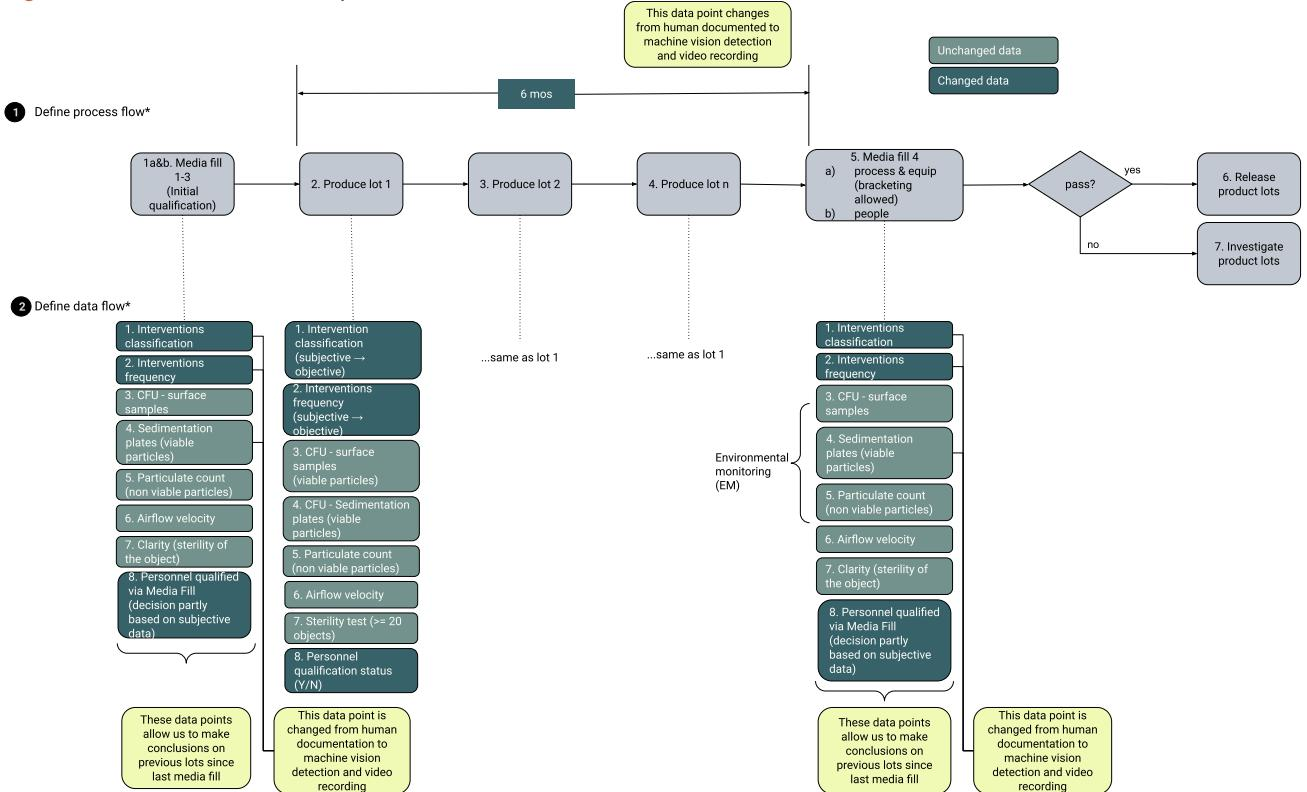 This data point changes
from human documented to
machine vision detection
and video recording
Unchanged data
Changed data
6 mos
1 Define process flow*
1a&b. Media fill
1-3
(Initial
qualification)
2. Produce lot 1
3. Produce lot 2
4. Produce lot n
5. Media fill 4
a) process & equip
(bracketing
allowed)
b) people
pass?
yes
no
6. Release
product lots
7. Investigate
product lots
2 Define data flow*
1. Interventions
classification
2. Interventions
frequency
3. CFU - surface
samples
4. Sedimentation
plates (viable
particles)
5. Particulate count
(non viable particles)
6. Airflow velocity
7. Clarity (sterility of
the object)
8. Personnel qualified
via Media Fill
(decision partly
based on subjective
data)
These data points
allow us to make
conclusions on
previous lots since
last media fill
This data point is
changed from human
documentation to
machine vision
detection and video
recording
1. Intervention
classification
(subjective →
objective)
2. Interventions
frequency
(subjective →
objective)
3. CFU - surface
samples
(viable particles)
4. CFU - Sedimentation
plates (viable
particles)
5. Particulate count
(non viable particles)
6. Airflow velocity
7. Sterility test (>= 20
objects)
8. Personnel
qualification status
(Y/N)
...same as lot 1
...same as lot 1
Environmental
monitoring
(EM)
1. Interventions
classification
2. Interventions
frequency
3. CFU - surface
samples
4. Sedimentation
plates (viable
particles)
5. Particulate count
(non viable particles)
6. Airflow velocity
7. Clarity (sterility of
the object)
8. Personnel qualified
via Media Fill
(decision partly
based on subjective
data)
These data points
allow us to make
conclusions on
previous lots since
last media fill
This data point is
changed from human
documentation to
machine vision
detection and video
recording